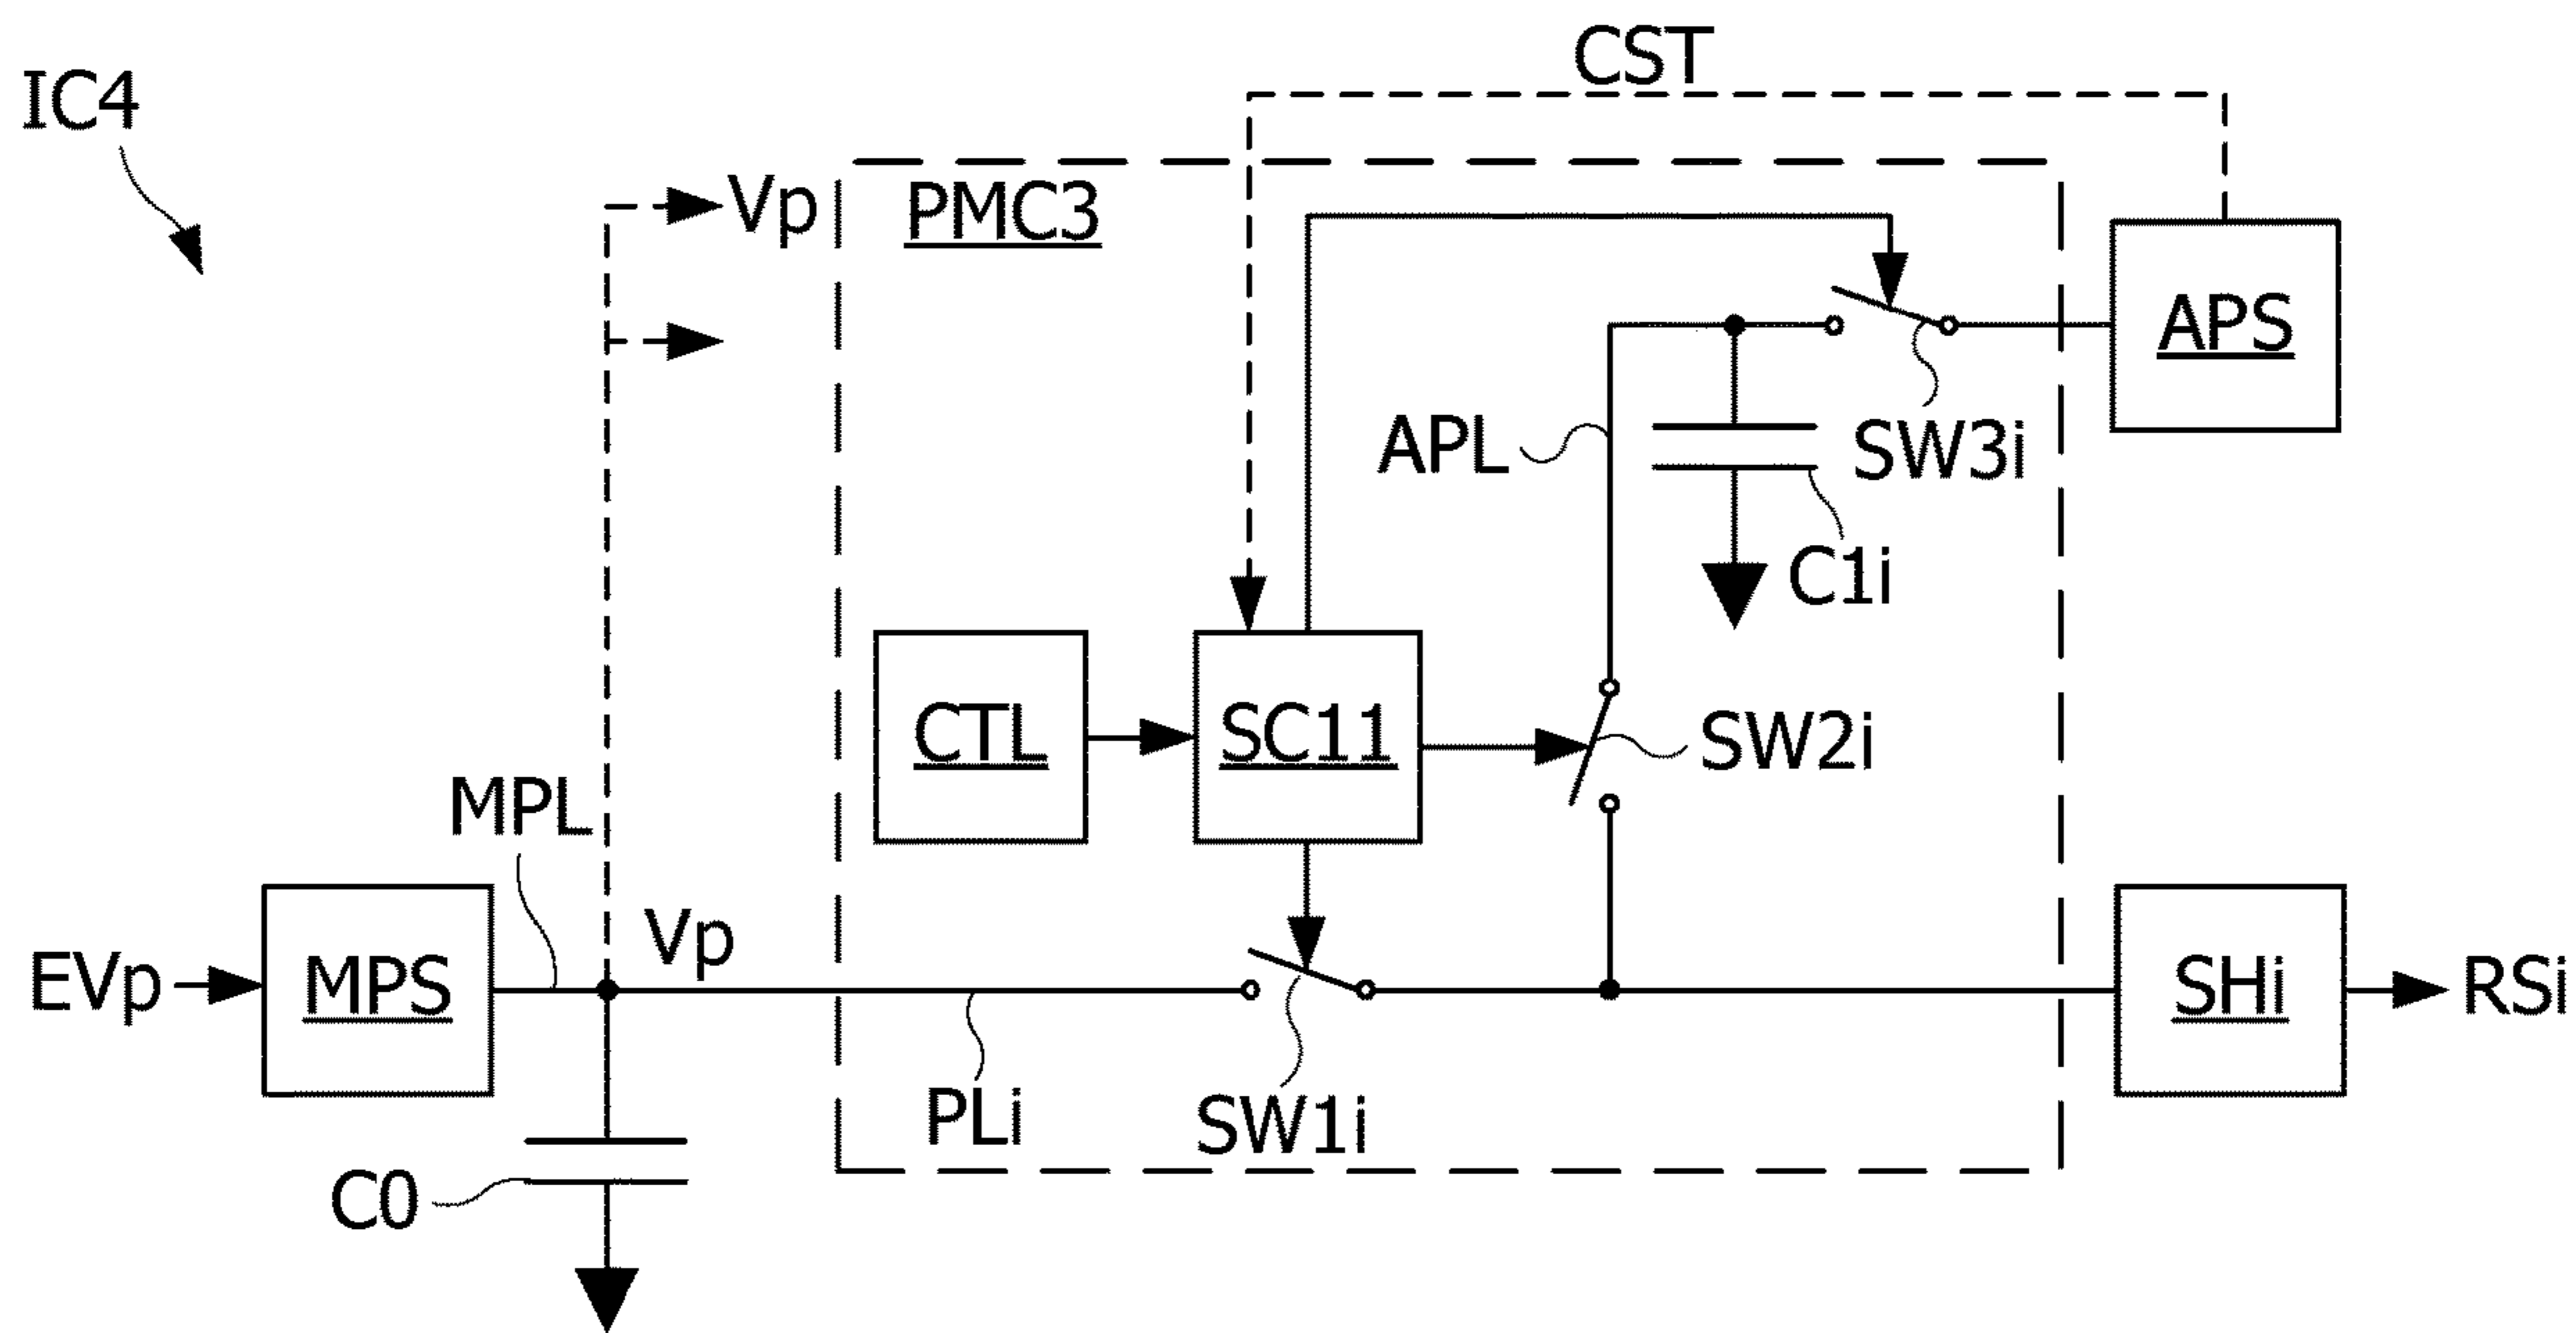 CST
IC4
Vp
PMC3
APS
APL
SW3i
C1i
CTL
SC11
SW2i
MPL
Vp
EVp
MPS
SHi
RSi
PLi
SW1i
C0